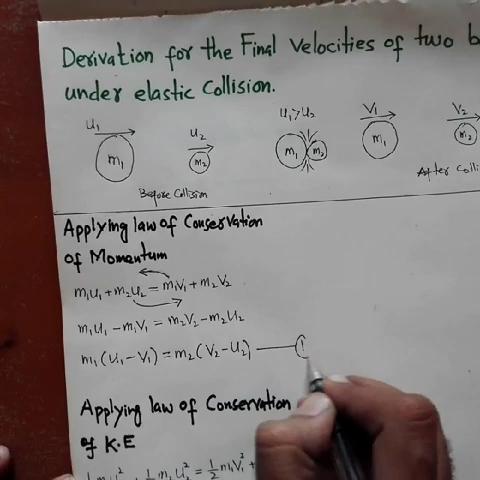 Derivation for the Final Velocities of two b
under elastic Collision.
u₁ u₂ u₁>u₂ V₁ V₂
m₁ m₂ m₁ m₂ m₁ m₂
Before Collision After Colli
Applying law of Conservation
of Momentum
m₁u₁ + m₂u₂ = m₁V₁ + m₂V₂
m₁u₁ - m₁V₁ = m₂V₂ - m₂u₂
m₁(u₁ - V₁) = m₂(V₂ - u₂) — 1
Applying law of Conservation
of K.E
= ½m₁V₁² +